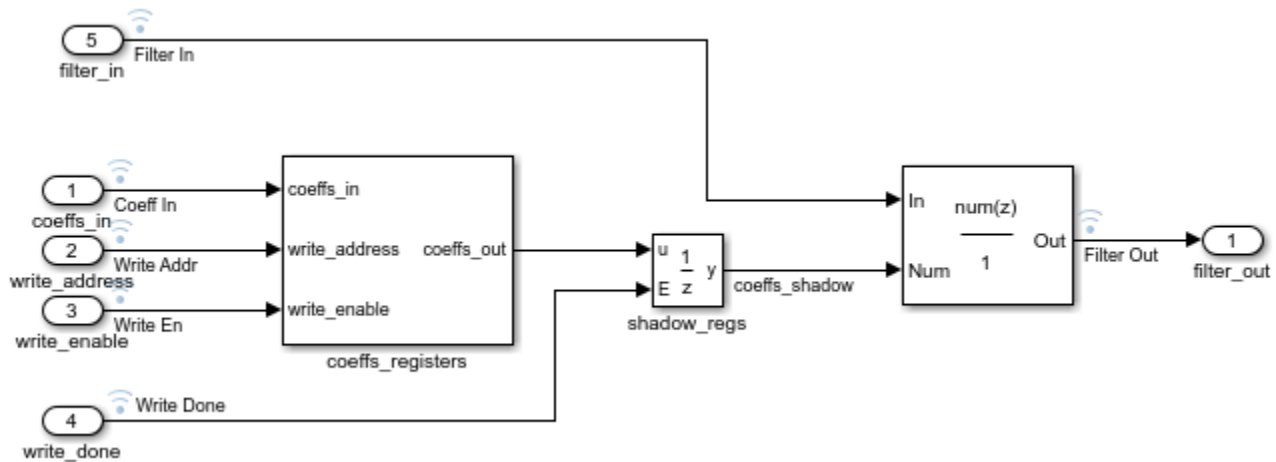 5
Filter In
filter_in
1
Coeff In
coeffs_in
2
Write Addr
write_address
3
Write En
write_enable
4
Write Done
write_done
coeffs_in
write_address
coeffs_out
write_enable
coeffs_registers
u
1
z
y
E
shadow_regs
coeffs_shadow
In
num(z)
1
Out
Num
Filter Out
1
filter_out